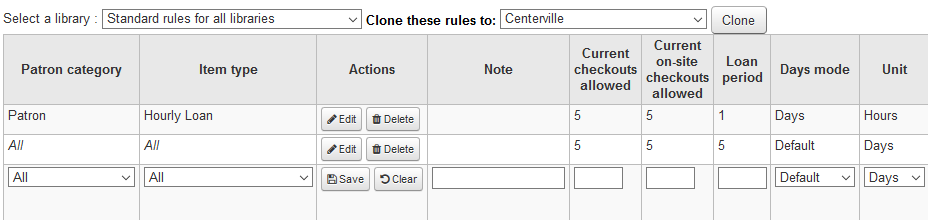 Select a library : Standard rules for all libraries Clone these rules to: Centerville Clone
Patron category Item type Actions Note Current checkouts allowed Current on-site checkouts allowed Loan period Days mode Unit
Patron Hourly Loan Edit Delete 5 5 1 Days Hours
All All Edit Delete 5 5 5 Default Days
All All Save Clear Default Days